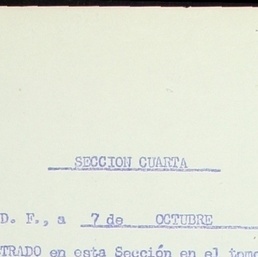 SECCION CUARTA
D. F., a 7 de OCTUBRE
TRADO en esta Sección en el tomo